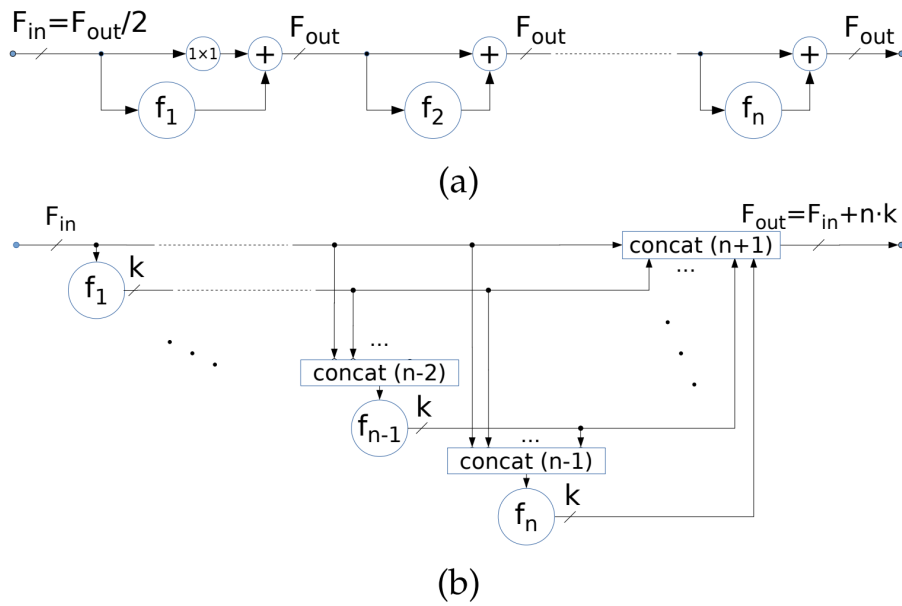 F_in=F_out/2
1×1
+
F_out
+
F_out
+
F_out
f_1
f_2
f_n
(a)
F_in
F_out=F_in+n·k
concat (n+1)
...
f_1
k
...
concat (n-2)
f_n-1
k
...
concat (n-1)
f_n
k
(b)